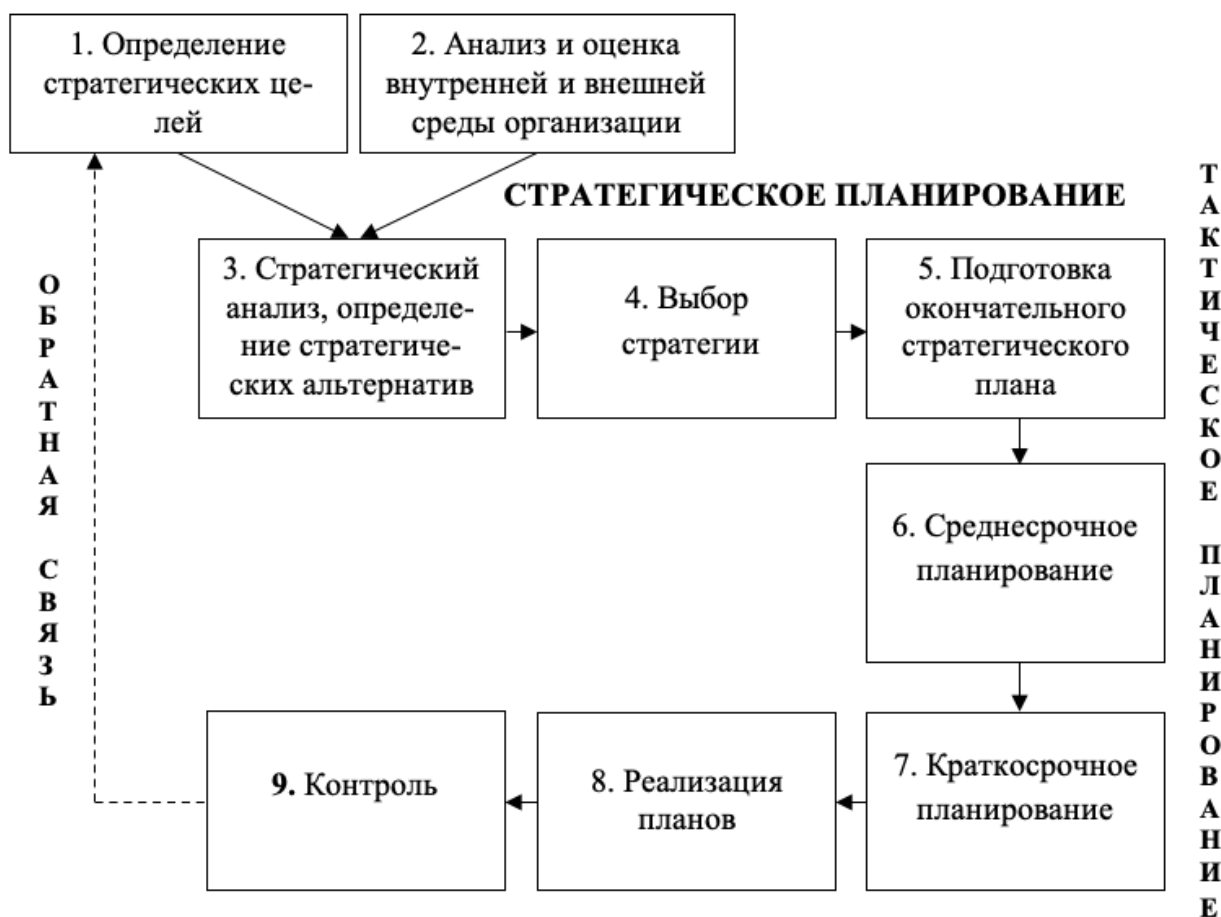 1. Определение
стратегических це-
лей
2. Анализ и оценка
внутренней и внешней
среды организации
СТРАТЕГИЧЕСКОЕ ПЛАНИРОВАНИЕ
3. Стратегический
анализ, определе-
ние стратегиче-
ских альтернатив
4. Выбор
стратегии
5. Подготовка
окончательного
стратегического
плана
6. Среднесрочное
планирование
7. Краткосрочное
планирование
8. Реализация
планов
9. Контроль
ОБРАТНАЯ СВЯЗЬ
ТАКТИЧЕСКОЕ ПЛАНИРОВАНИЕ